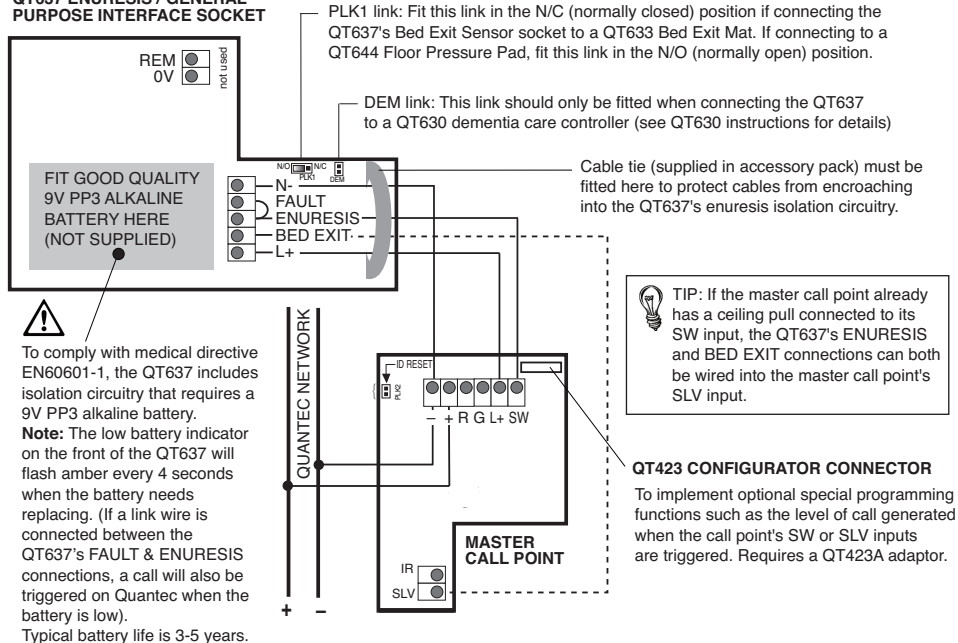 QT637 ENURESIS / GENERAL
PURPOSE INTERFACE SOCKET
PLK1 link: Fit this link in the N/C (normally closed) position if connecting the
QT637's Bed Exit Sensor socket to a QT633 Bed Exit Mat. If connecting to a
QT644 Floor Pressure Pad, fit this link in the N/O (normally open) position.
REM
0V
not used
DEM link: This link should only be fitted when connecting the QT637
to a QT630 dementia care controller (see QT630 instructions for details)
N/O
N/C
PLK1
DEM
Cable tie (supplied in accessory pack) must be
fitted here to protect cables from encroaching
into the QT637's enuresis isolation circuitry.
FIT GOOD QUALITY
9V PP3 ALKALINE
BATTERY HERE
(NOT SUPPLIED)
N-
FAULT
ENURESIS
BED EXIT
L+
TIP: If the master call point already
has a ceiling pull connected to its
SW input, the QT637's ENURESIS
and BED EXIT connections can both
be wired into the master call point's
SLV input.
To comply with medical directive
EN60601-1, the QT637 includes
isolation circuitry that requires a
9V PP3 alkaline battery.
Note: The low battery indicator
on the front of the QT637 will
flash amber every 4 seconds
when the battery needs
replacing. (If a link wire is
connected between the
QT637's FAULT & ENURESIS
connections, a call will also be
triggered on Quantec when the
battery is low).
Typical battery life is 3-5 years.
QUANTEC NETWORK
+ –
ID RESET
PLK2
– + R G L+ SW
MASTER
CALL POINT
IR
SLV
QT423 CONFIGURATOR CONNECTOR
To implement optional special programming
functions such as the level of call generated
when the call point's SW or SLV inputs
are triggered. Requires a QT423A adaptor.